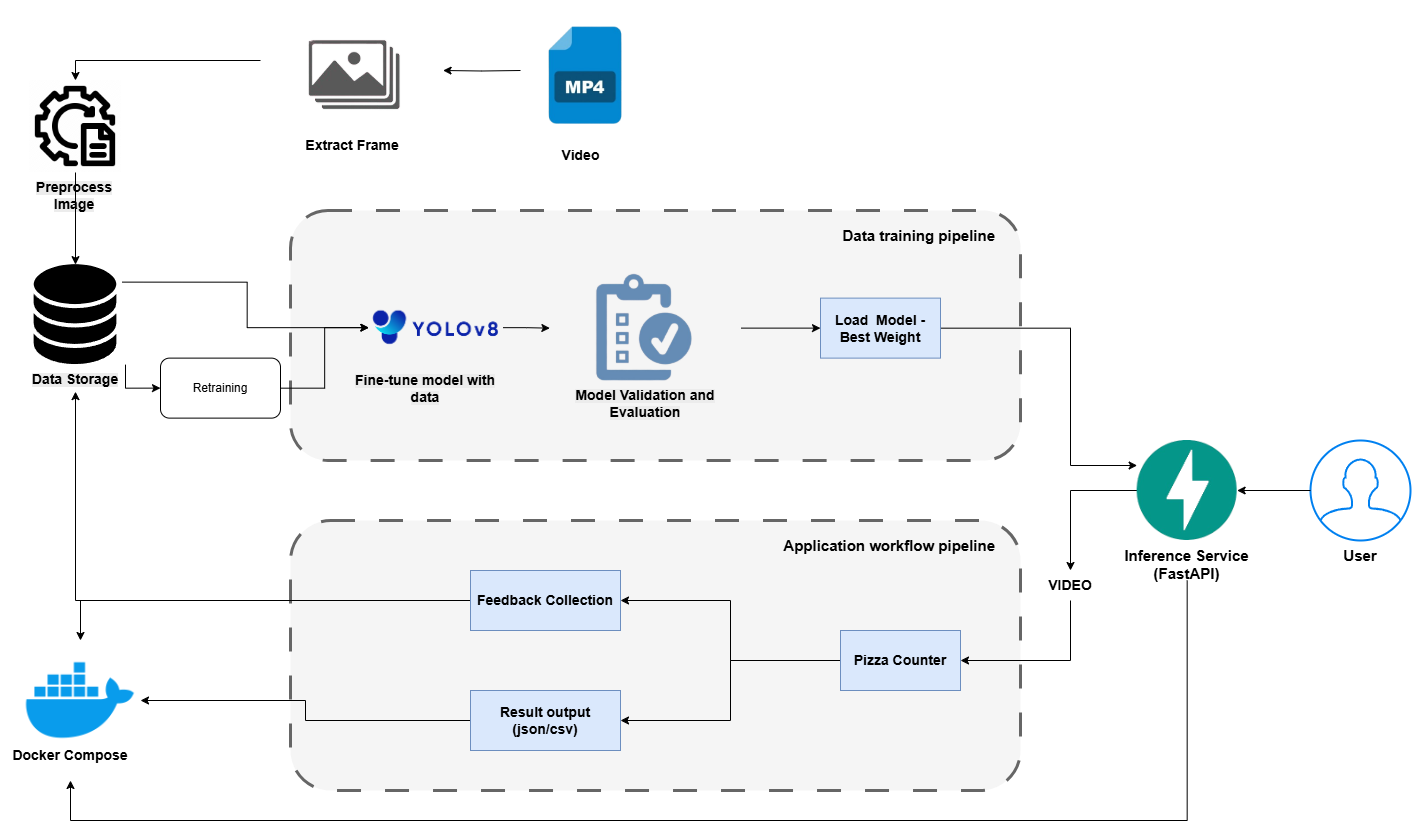 MP4
Extract Frame
Video
Preprocess
Image
Data training pipeline
YOLOv8
Load Model -
Best Weight
Data Storage
Retraining
Fine-tune model with
data
Model Validation and
Evaluation
Application workflow pipeline
Inference Service
(FastAPI)
User
VIDEO
Feedback Collection
Pizza Counter
Result output
(json/csv)
Docker Compose